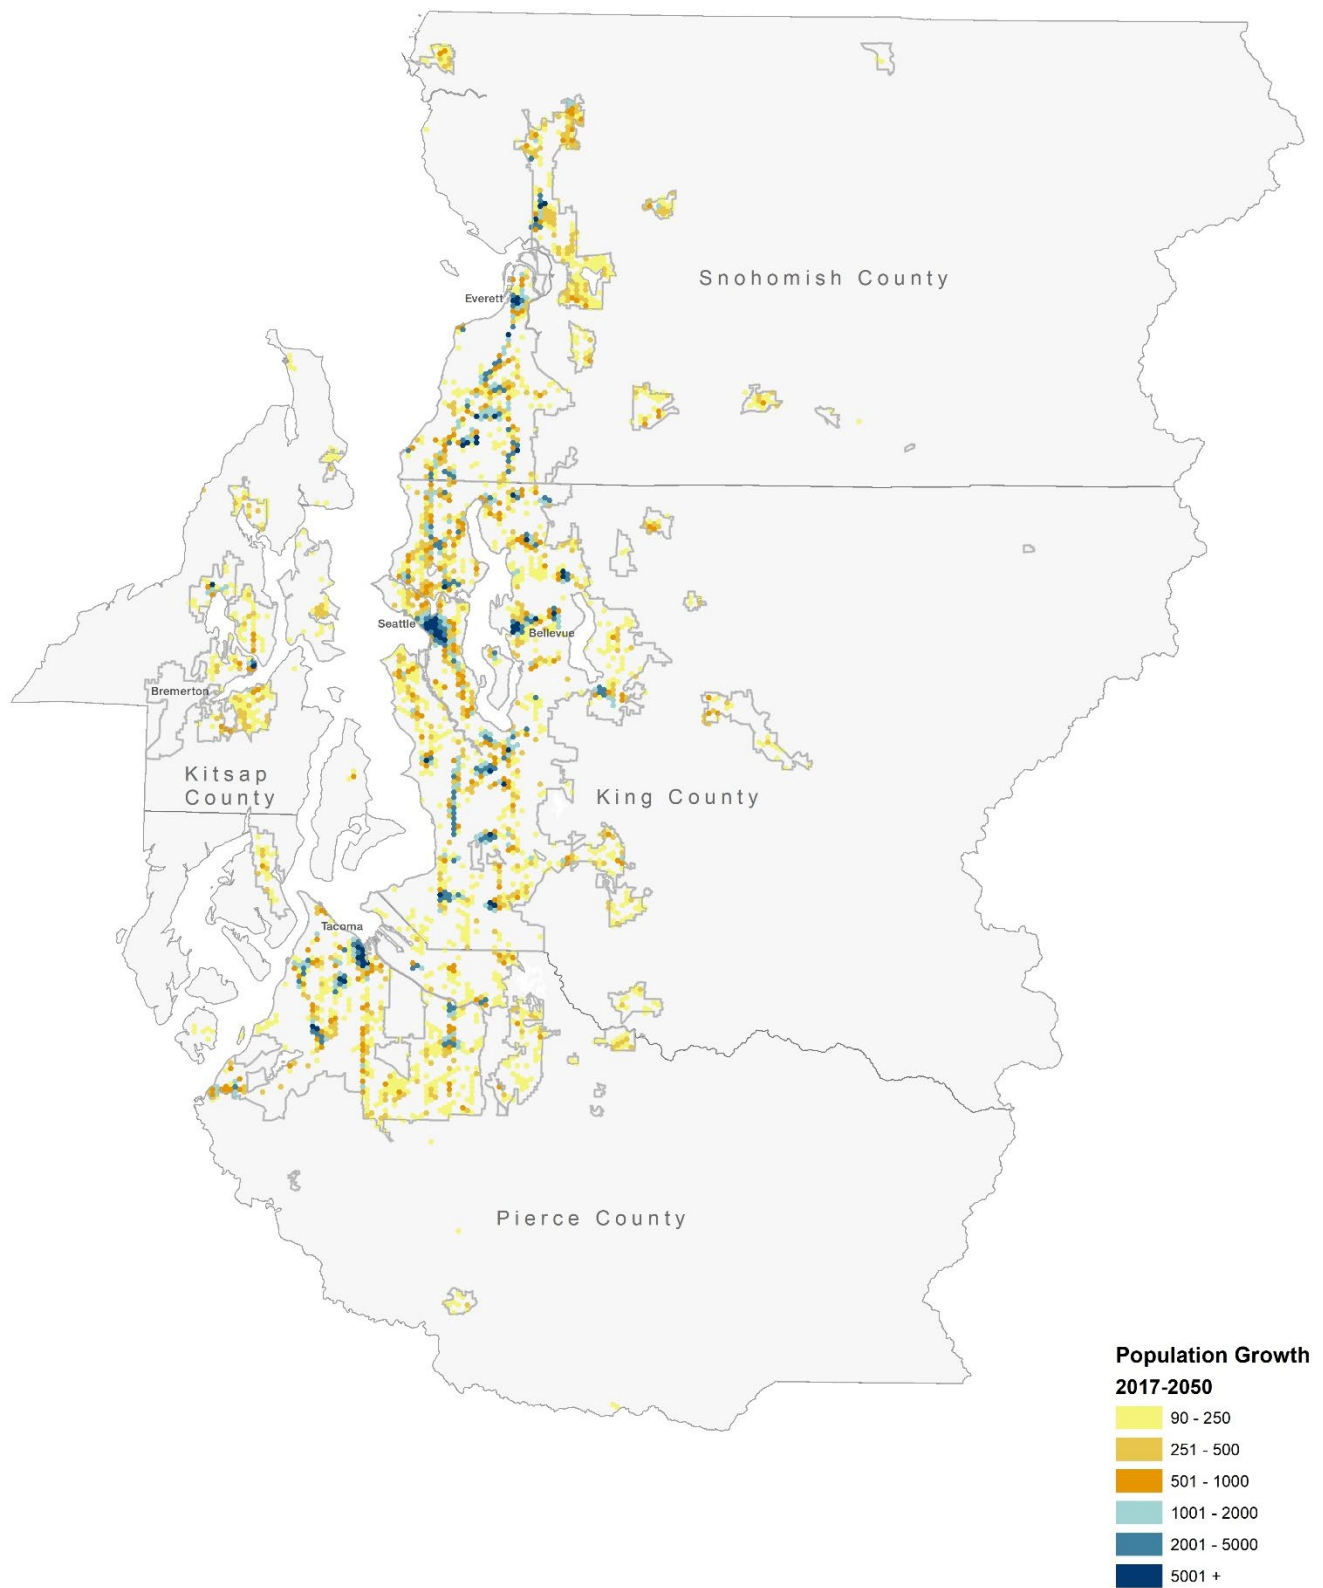 Snohomish County
Everett
Seattle
Bellevue
Bremerton
Kitsap
County
King County
Tacoma
Pierce County
Population Growth
2017-2050
90 - 250
251 - 500
501 - 1000
1001 - 2000
2001 - 5000
5001 +